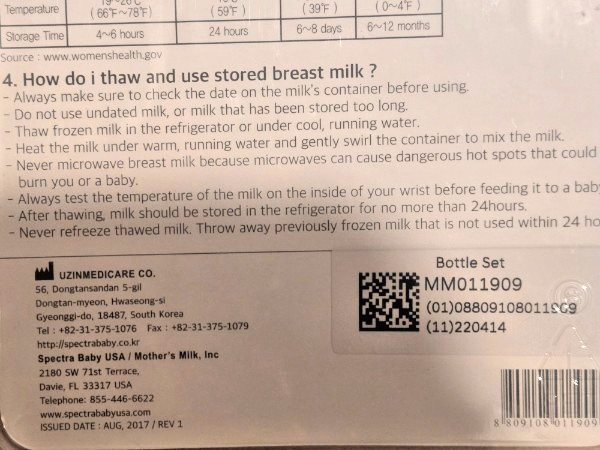 Temperature (66°F~78°F) (59°F) (39°F) (0~4°F)
Storage Time 4~6 hours 24 hours 6~8 days 6~12 months
Source : www.womenshealth.gov
4. How do i thaw and use stored breast milk ?
- Always make sure to check the date on the milk's container before using.
- Do not use undated milk, or milk that has been stored too long.
- Thaw frozen milk in the refrigerator or under cool, running water.
- Heat the milk under warm, running water and gently swirl the container to mix the milk.
- Never microwave breast milk because microwaves can cause dangerous hot spots that could
burn you or a baby.
- Always test the temperature of the milk on the inside of your wrist before feeding it to a bab
- After thawing, milk should be stored in the refrigerator for no more than 24hours.
- Never refreeze thawed milk. Throw away previously frozen milk that is not used within 24 ho
UZINMEDICARE CO.
56, Dongtansandan 5-gil
Dongtan-myeon, Hwaseong-si
Gyeonggi-do, 18487, South Korea
Tel : +82-31-375-1076 Fax : +82-31-375-1079
http://spectrababy.co.kr
Spectra Baby USA / Mother's Milk, Inc
2180 SW 71st Terrace,
Davie, FL 33317 USA
Telephone: 855-446-6622
www.spectrababyusa.com
ISSUED DATE : AUG, 2017 / REV 1
Bottle Set
MM011909
(01)08809108011909
(11)220414
8 809108 011909